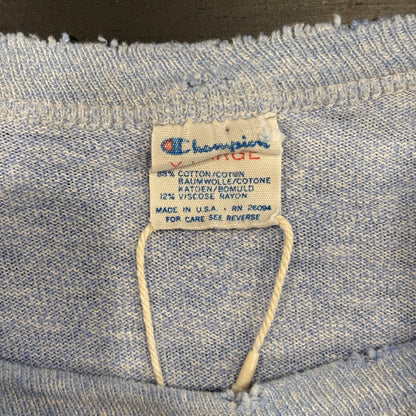 Champion
X-LARGE
88% COTTON/COTON
RAUMWOLLE/COTONE
KATOEN/BOMULD
12% VISCOSE RAYON
MADE IN U.S.A. - RN 26094
FOR CARE SEE REVERSE